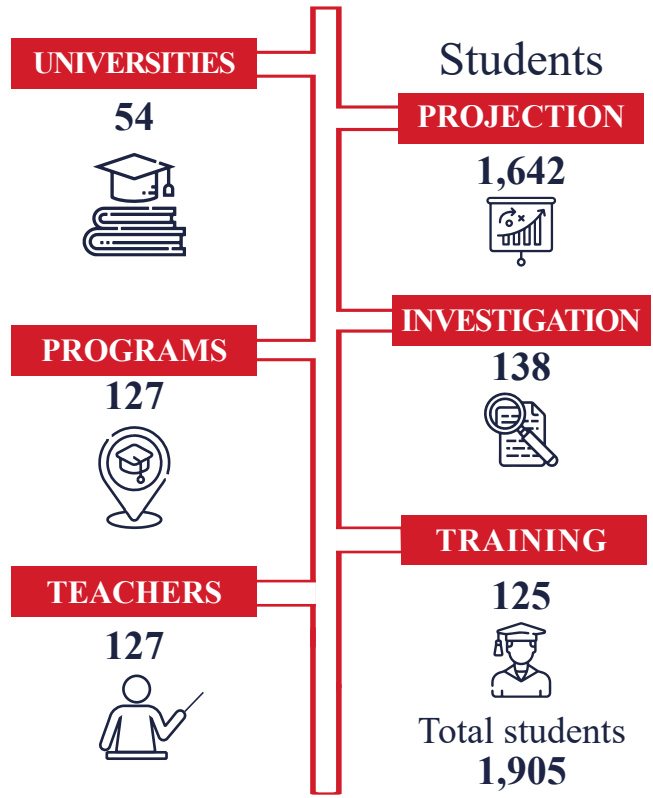 UNIVERSITIES
54
PROGRAMS
127
TEACHERS
127
Students
PROJECTION
1,642
INVESTIGATION
138
TRAINING
125
Total students
1,905